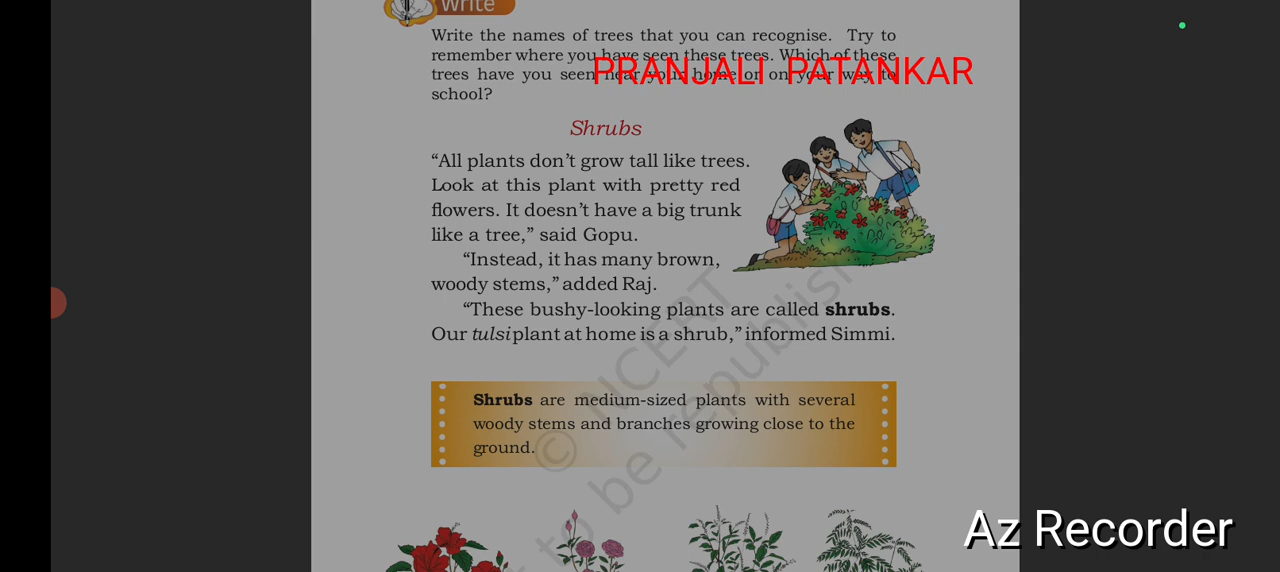 Write
Write the names of trees that you can recognise. Try to
remember where you have seen these trees. Which of these
trees have you seen near your home or on your way to
school?
PRANJALI PATANKAR
Shrubs
“All plants don’t grow tall like trees.
Look at this plant with pretty red
flowers. It doesn’t have a big trunk
like a tree,” said Gopu.
“Instead, it has many brown,
woody stems,” added Raj.
“These bushy-looking plants are called shrubs.
Our tulsi plant at home is a shrub,” informed Simmi.
Shrubs are medium-sized plants with several
woody stems and branches growing close to the
ground.
© NCERT
to be republish
Az Recorder